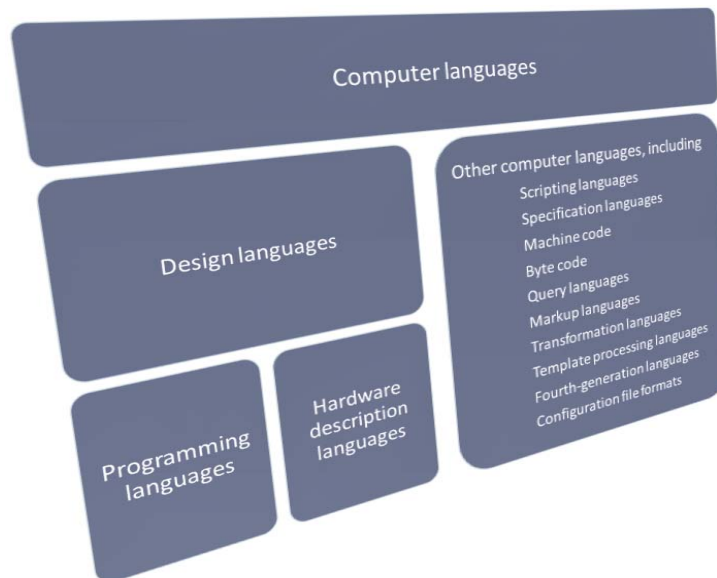 Computer languages
Design languages
Programming
languages
Hardware
description
languages
Other computer languages, including
Scripting languages
Specification languages
Machine code
Byte code
Query languages
Markup languages
Transformation languages
Template processing languages
Fourth-generation languages
Configuration file formats